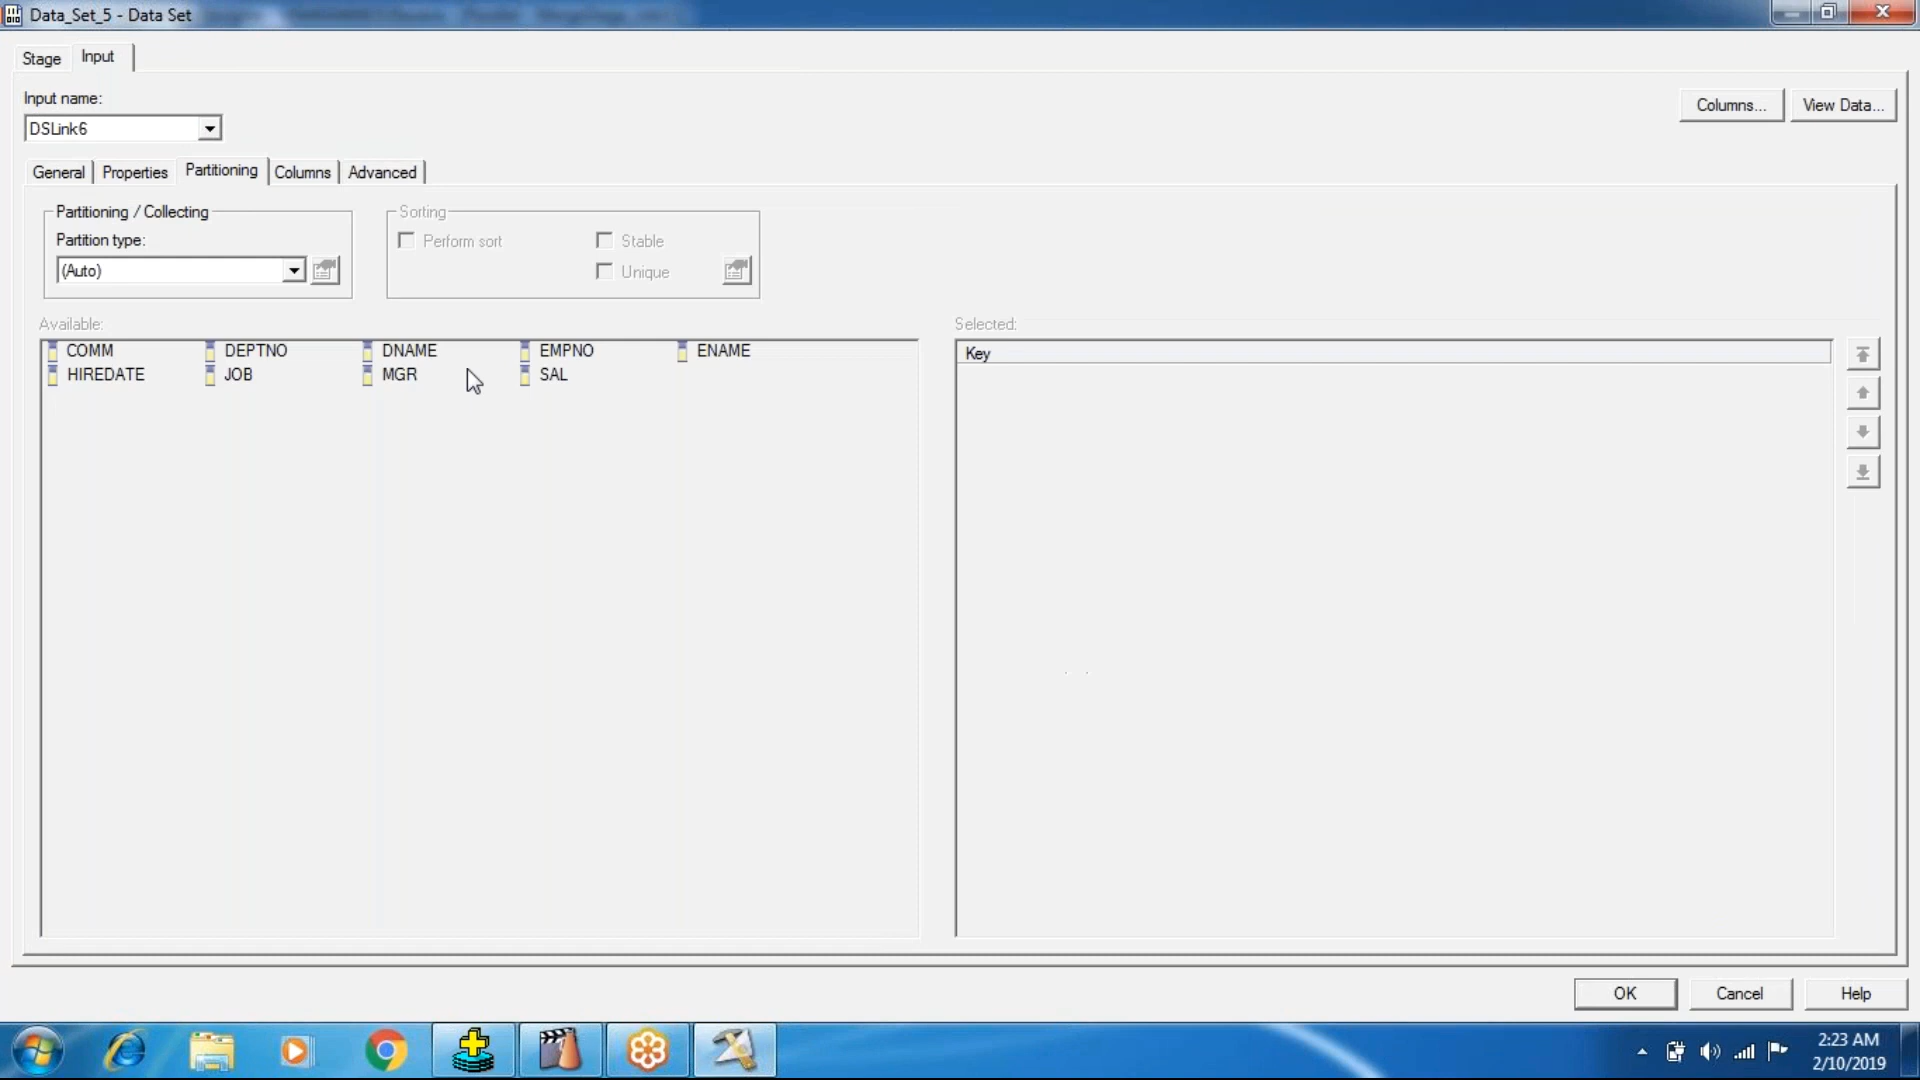 Data_Set_5 - Data Set
Stage Input
Input name:
DSLink6
Columns... View Data...
General Properties Partitioning Columns Advanced
Partitioning / Collecting
Partition type:
(Auto)
Sorting
Perform sort Stable
Unique
Available:
COMM DEPTNO DNAME EMPNO ENAME
HIREDATE JOB MGR SAL
Selected:
Key
OK Cancel Help
2:23 AM
2/10/2019